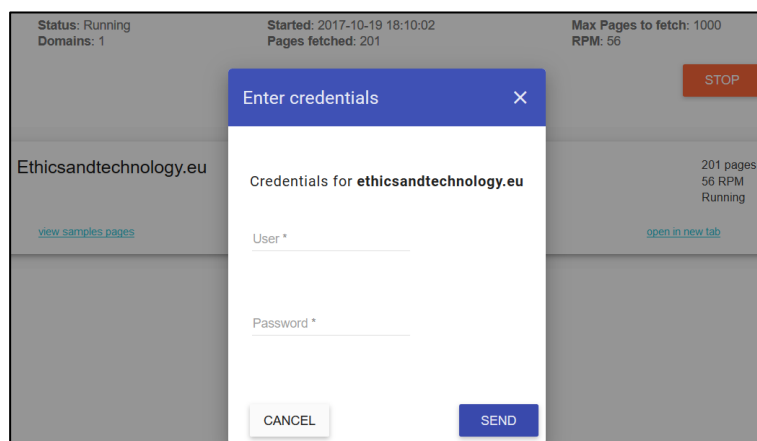 Status: Running
Started: 2017-10-19 18:10:02
Max Pages to fetch: 1000
Domains: 1
Pages fetched: 201
RPM: 56
STOP
Enter credentials
Ethicsandtechnology.eu
201 pages
56 RPM
Running
Credentials for ethicsandtechnology.eu
view samples pages
open in new tab
User *
Password *
CANCEL
SEND